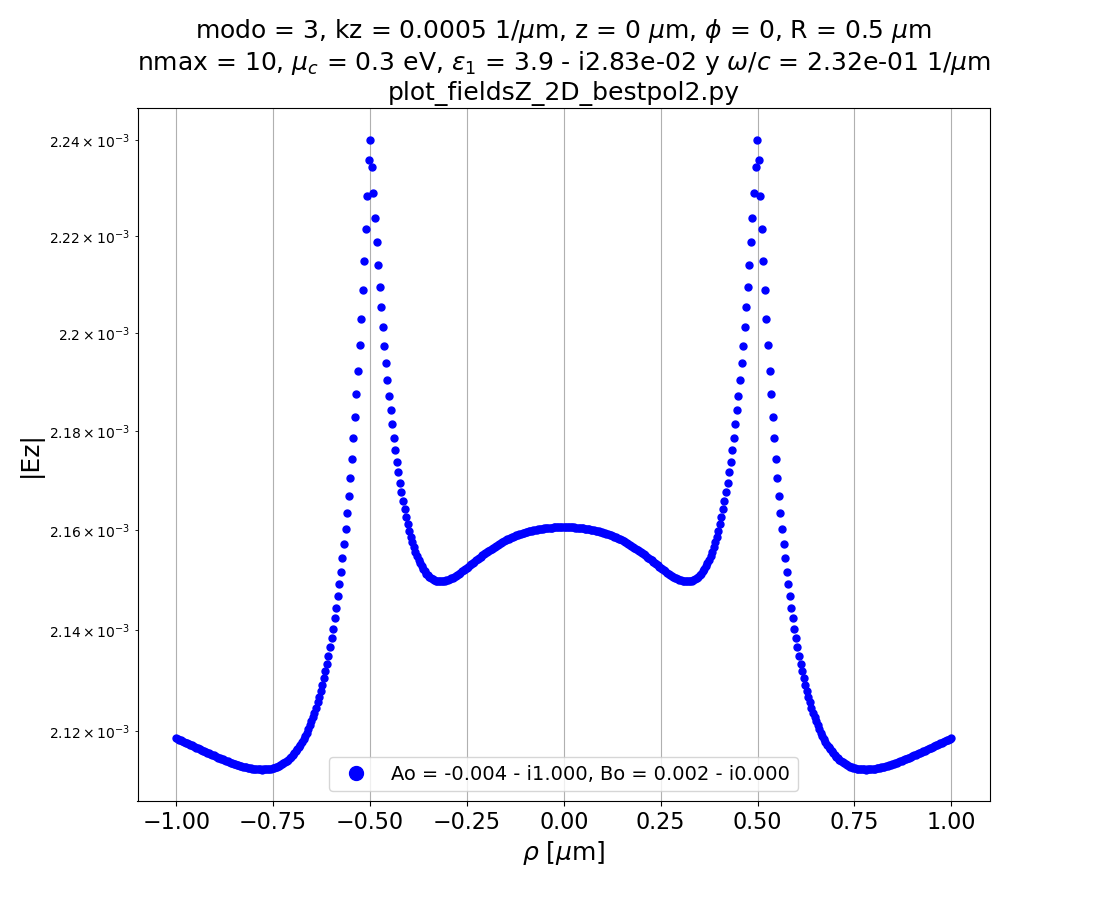 modo = 3, kz = 0.0005 1/μm, z = 0 μm, ϕ = 0, R = 0.5 μm
nmax = 10, μ_c = 0.3 eV, ε₁ = 3.9 - i2.83e-02 y ω/c = 2.32e-01 1/μm
plot_fieldsZ_2D_bestpol2.py
2.24 × 10⁻³
2.22 × 10⁻³
2.2 × 10⁻³
2.18 × 10⁻³
2.16 × 10⁻³
2.14 × 10⁻³
2.12 × 10⁻³
|Ez|
Ao = -0.004 - i1.000, Bo = 0.002 - i0.000
−1.00 −0.75 −0.50 −0.25 0.00 0.25 0.50 0.75 1.00
ρ [μm]